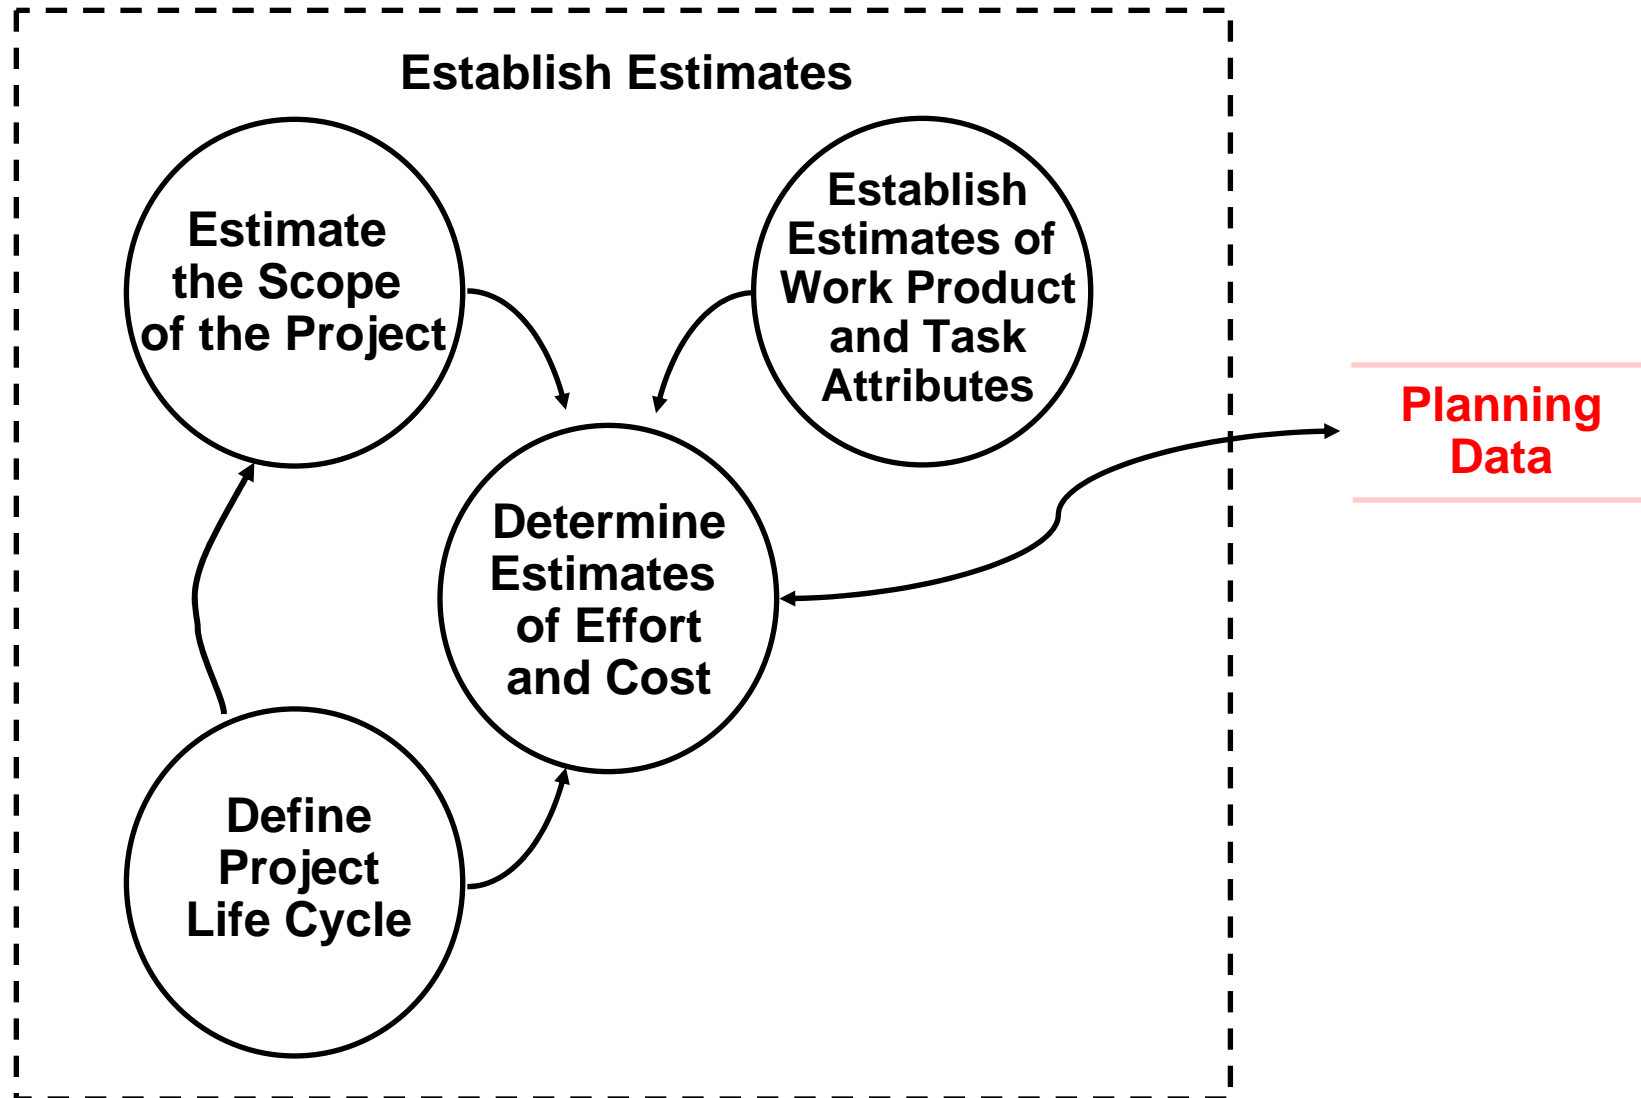 Establish Estimates
Estimate
the Scope
of the Project
Establish
Estimates of
Work Product
and Task
Attributes
Planning
Data
Determine
Estimates
of Effort
and Cost
Define
Project
Life Cycle